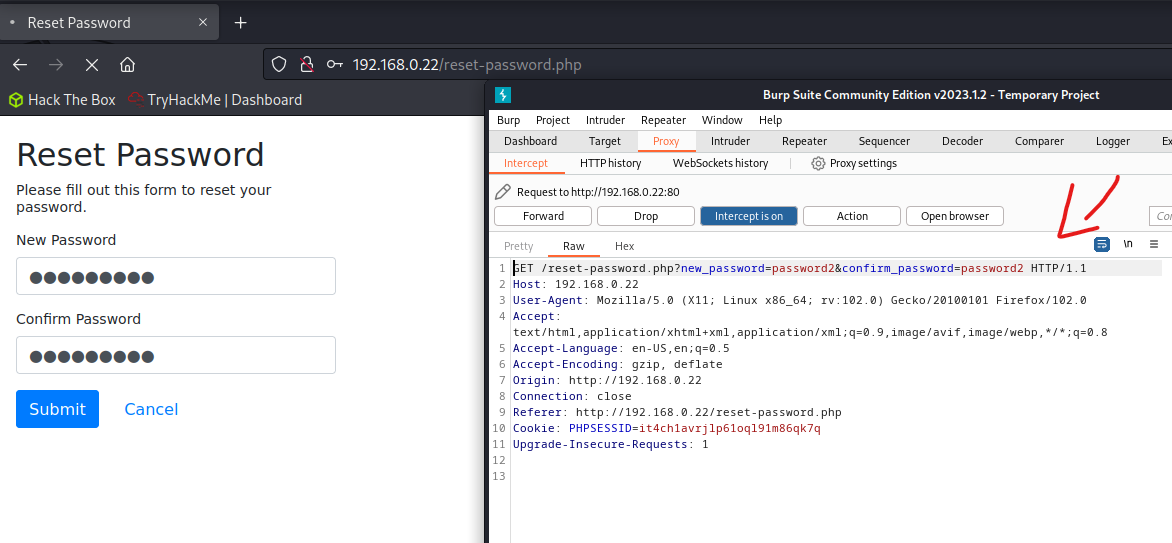 Reset Password
192.168.0.22/reset-password.php
Hack The Box TryHackMe | Dashboard
Reset Password
Please fill out this form to reset your
password.
New Password
Confirm Password
Submit Cancel
Burp Suite Community Edition v2023.1.2 - Temporary Project
Burp Project Intruder Repeater Window Help
Dashboard Target Proxy Intruder Repeater Sequencer Decoder Comparer Logger Ex
Intercept HTTP history WebSockets history Proxy settings
Request to http://192.168.0.22:80
Forward Drop Intercept is on Action Open browser Con
Pretty Raw Hex \n
1 GET /reset-password.php?new_password=password2&confirm_password=password2 HTTP/1.1
2 Host: 192.168.0.22
3 User-Agent: Mozilla/5.0 (X11; Linux x86_64; rv:102.0) Gecko/20100101 Firefox/102.0
4 Accept:
text/html,application/xhtml+xml,application/xml;q=0.9,image/avif,image/webp,*/*;q=0.8
5 Accept-Language: en-US,en;q=0.5
6 Accept-Encoding: gzip, deflate
7 Origin: http://192.168.0.22
8 Connection: close
9 Referer: http://192.168.0.22/reset-password.php
10 Cookie: PHPSESSID=it4ch1avrjlp61oql91m86qk7q
11 Upgrade-Insecure-Requests: 1
12
13